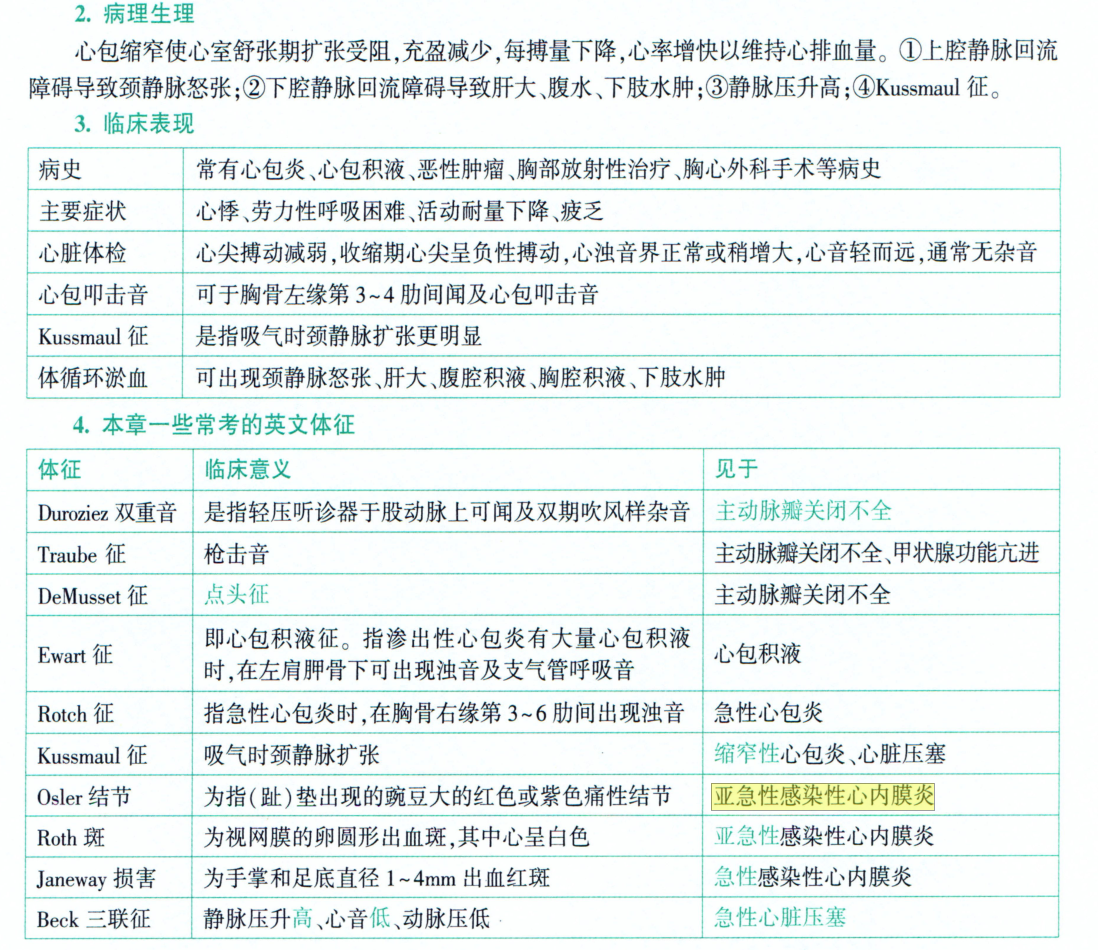 2. 病理生理
心包缩窄使心室舒张期扩张受阻,充盈减少,每搏量下降,心率增快以维持心排血量。①上腔静脉回流
障碍导致颈静脉怒张;②下腔静脉回流障碍导致肝大、腹水、下肢水肿;③静脉压升高;④Kussmaul 征。
3. 临床表现
病史 常有心包炎、心包积液、恶性肿瘤、胸部放射性治疗、胸心外科手术等病史
主要症状 心悸、劳力性呼吸困难、活动耐量下降、疲乏
心脏体检 心尖搏动减弱,收缩期心尖呈负性搏动,心浊音界正常或稍增大,心音轻而远,通常无杂音
心包叩击音 可于胸骨左缘第 3~4 肋间闻及心包叩击音
Kussmaul 征 是指吸气时颈静脉扩张更明显
体循环淤血 可出现颈静脉怒张、肝大、腹腔积液、胸腔积液、下肢水肿
4. 本章一些常考的英文体征
体征 临床意义 见于
Duroziez 双重音 是指轻压听诊器于股动脉上可闻及双期吹风样杂音 主动脉瓣关闭不全
Traube 征 枪击音 主动脉瓣关闭不全、甲状腺功能亢进
DeMusset 征 点头征 主动脉瓣关闭不全
Ewart 征 即心包积液征。指渗出性心包炎有大量心包积液
时,在左肩胛骨下可出现浊音及支气管呼吸音 心包积液
Rotch 征 指急性心包炎时,在胸骨右缘第 3~6 肋间出现浊音 急性心包炎
Kussmaul 征 吸气时颈静脉扩张 缩窄性心包炎、心脏压塞
Osler 结节 为指(趾)垫出现的豌豆大的红色或紫色痛性结节 亚急性感染性心内膜炎
Roth 斑 为视网膜的卵圆形出血斑,其中心呈白色 亚急性感染性心内膜炎
Janeway 损害 为手掌和足底直径 1~4mm 出血红斑 急性感染性心内膜炎
Beck 三联征 静脉压升高、心音低、动脉压低 急性心脏压塞